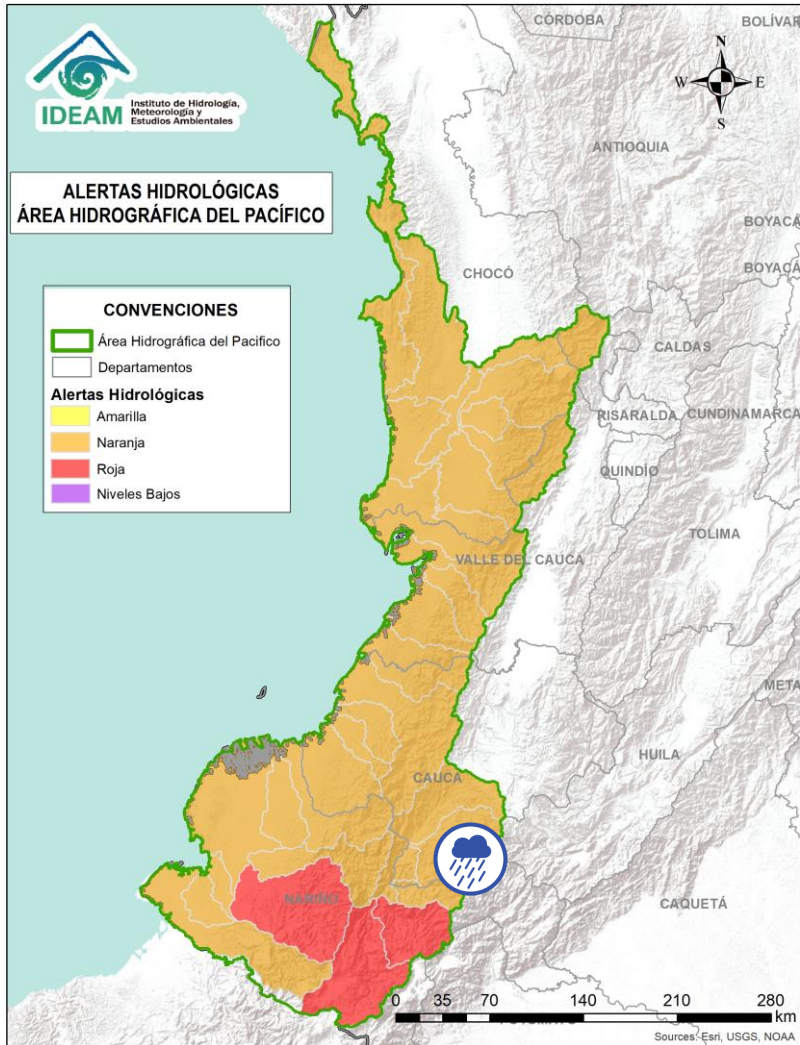 CÓRDOBA
BOLÍVAR
N
W
E
S
IDEAM
Instituto de Hidrología,
Meteorología y
Estudios Ambientales
ANTIOQUIA
ALERTAS HIDROLÓGICAS
ÁREA HIDROGRÁFICA DEL PACÍFICO
BOYACÁ
BOYACÁ
CHOCÓ
CONVENCIONES
Área Hidrográfica del Pacifico
Departamentos
Alertas Hidrológicas
Amarilla
Naranja
Roja
Niveles Bajos
CALDAS
RISARALDA
CUNDINAMARCA
QUINDÍO
TOLIMA
VALLE DEL CAUCA
META
HUILA
CAUCA
NARIÑO
CAQUETÁ
0 35 70 140 210 280
km
Sources: Esri, USGS, NOAA